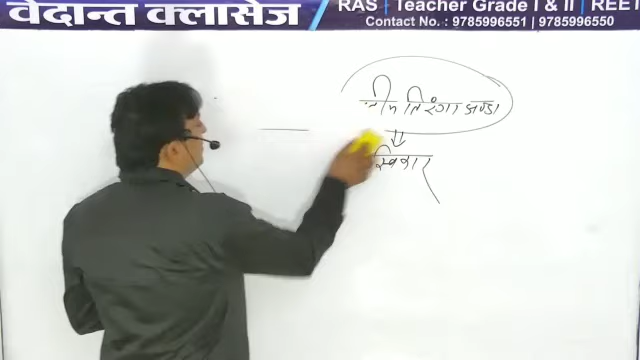 वेदान्त क्लासेज
RAS | Teacher Grade I & II | REET
Contact No. : 9785996551 | 9785996550
तिरंगा झण्डा